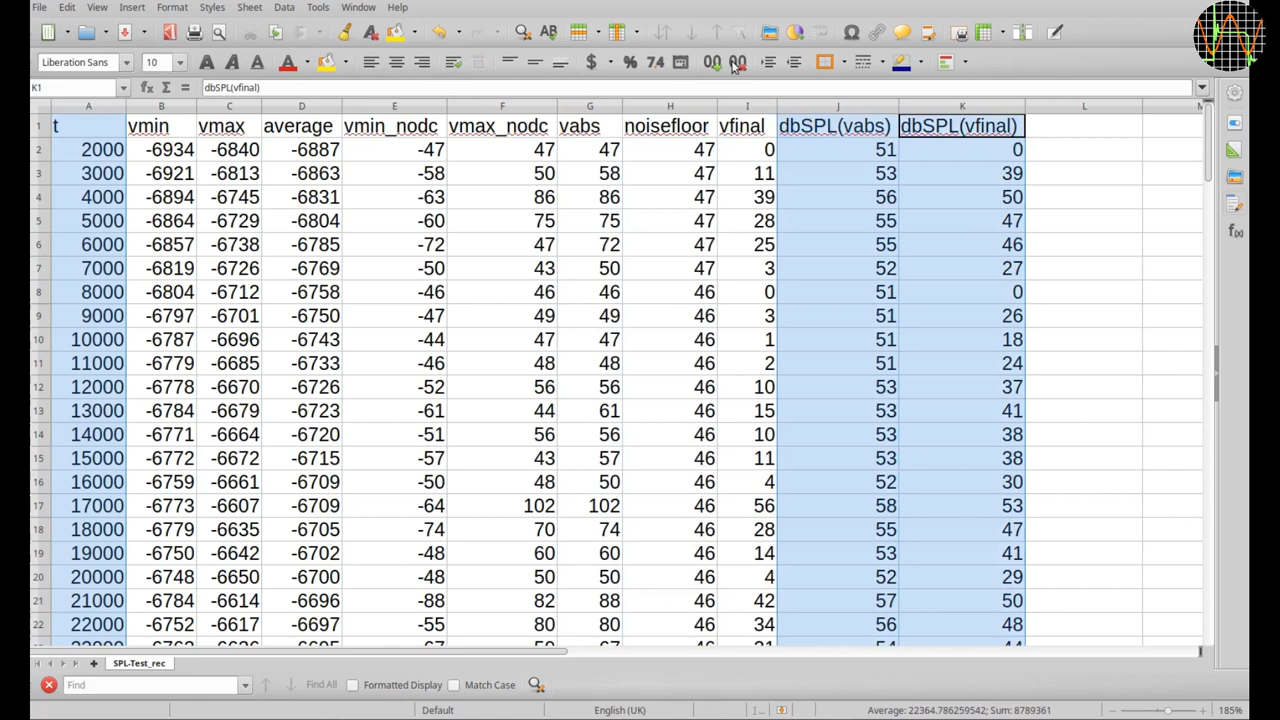 File Edit View Insert Format Styles Sheet Data Tools Window Help
Liberation Sans 10
K1 dbSPL(vfinal)
A B C D E F G H I J K L M
1 t vmin vmax average vmin_nodc vmax_nodc vabs noisefloor vfinal dbSPL(vabs) dbSPL(vfinal)
2 2000 -6934 -6840 -6887 -47 47 47 47 0 51 0
3 3000 -6921 -6813 -6863 -58 50 58 47 11 53 39
4 4000 -6894 -6745 -6831 -63 86 86 47 39 56 50
5 5000 -6864 -6729 -6804 -60 75 75 47 28 55 47
6 6000 -6857 -6738 -6785 -72 47 72 47 25 55 46
7 7000 -6819 -6726 -6769 -50 43 50 47 3 52 27
8 8000 -6804 -6712 -6758 -46 46 46 46 0 51 0
9 9000 -6797 -6701 -6750 -47 49 49 46 3 51 26
10 10000 -6787 -6696 -6743 -44 47 47 46 1 51 18
11 11000 -6779 -6685 -6733 -46 48 48 46 2 51 24
12 12000 -6778 -6670 -6726 -52 56 56 46 10 53 37
13 13000 -6784 -6679 -6723 -61 44 61 46 15 53 41
14 14000 -6771 -6664 -6720 -51 56 56 46 10 53 38
15 15000 -6772 -6672 -6715 -57 43 57 46 11 53 38
16 16000 -6759 -6661 -6709 -50 48 50 46 4 52 30
17 17000 -6773 -6607 -6709 -64 102 102 46 56 58 53
18 18000 -6779 -6635 -6705 -74 70 74 46 28 55 47
19 19000 -6750 -6642 -6702 -48 60 60 46 14 53 41
20 20000 -6748 -6650 -6700 -48 50 50 46 4 52 29
21 21000 -6784 -6614 -6696 -88 82 88 46 42 57 50
22 22000 -6752 -6617 -6697 -55 80 80 46 34 56 48
SPL-Test_rec
Find Find All Formatted Display Match Case
Default English (UK) Average: 22364.786259542; Sum: 8789361 185%